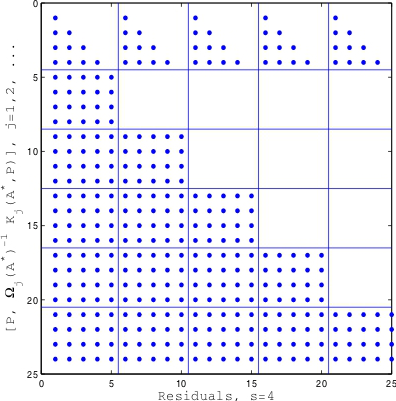 0
5
10
15
20
25
0 5 10 15 20 25
Residuals, s=4
[P, Ω_j(A^*)^{-1} K_j(A^*,P)], j=1,2, ...